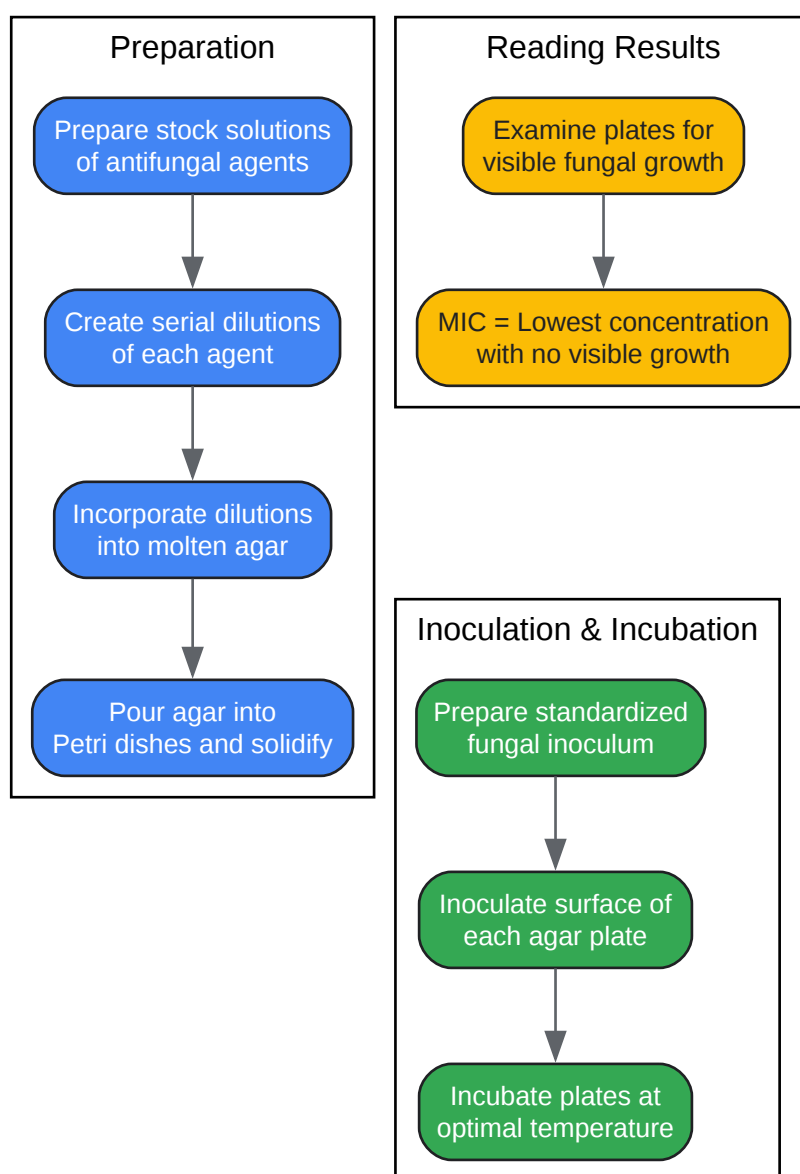 Preparation
Prepare stock solutions
of antifungal agents
Create serial dilutions
of each agent
Incorporate dilutions
into molten agar
Pour agar into
Petri dishes and solidify
Reading Results
Examine plates for
visible fungal growth
MIC = Lowest concentration
with no visible growth
Inoculation & Incubation
Prepare standardized
fungal inoculum
Inoculate surface of
each agar plate
Incubate plates at
optimal temperature